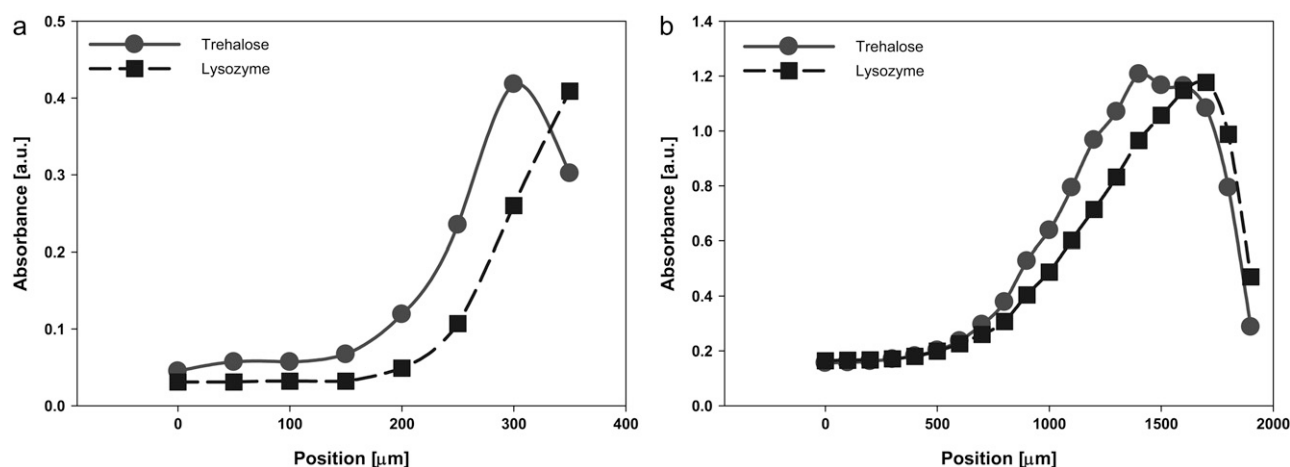 a
Trehalose
Lysozyme
Absorbance [a.u.]
0.5
0.4
0.3
0.2
0.1
0.0
0 100 200 300 400
Position [μm]
b
Trehalose
Lysozyme
Absorbance [a.u.]
1.4
1.2
1.0
0.8
0.6
0.4
0.2
0.0
0 500 1000 1500 2000
Position [μm]